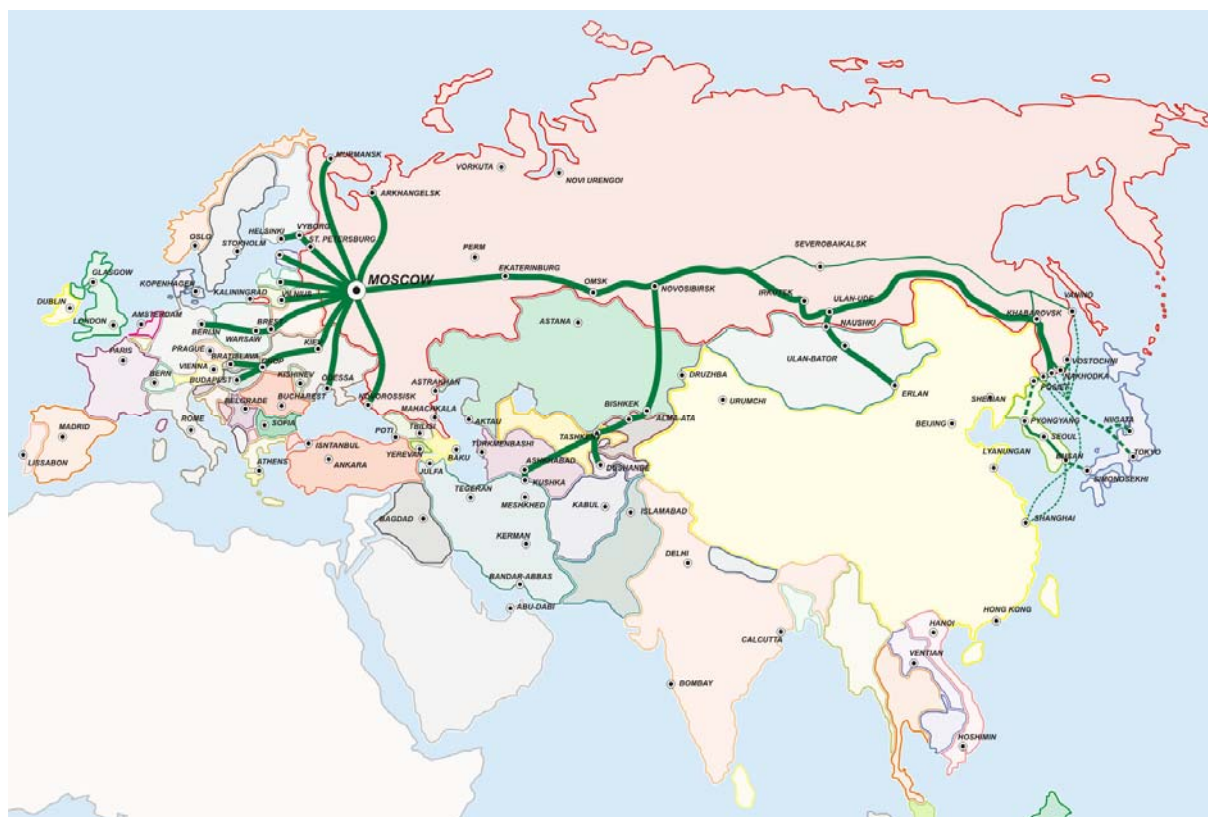 MURMANSK
VORKUTA
NOVI URENGOI
ARKHANGELSK
HELSINKI
VYBORG
OSLO
STOKHOLM
ST. PETERSBURG
SEVEROBAIKALSK
PERM
GLASGOW
MOSCOW
EKATERINBURG
KOPENHAGEN
KALININGRAD
VILNIUS
OMSK
NOVOSIBIRSK
IRKUTSK
DUBLIN
ULAN-UDE
VANINO
LONDON
AMSTERDAM
BERLIN
BREST
WARSAW
ASTANA
NAUSHKI
KHABAROVSK
KIEV
PRAGUE
PARIS
BRATISLAVA
CHOP
VIENNA
ULAN-BATOR
VOSTOCHNI
BERN
BUDAPEST
KISHINEV
ODESSA
DRUZHBA
NAKHODKA
POSIET
ASTRAKHAN
ERLAN
BELGRADE
BUCHAREST
NOVOROSSISK
URUMCHI
SHENIAN
MAHACHKALA
BISHKEK
ROME
SOFIA
POTI
TBILISI
AKTAU
ALMA-ATA
BEIJING
PYONGYANG
NIIGATA
MADRID
ISNTANBUL
YEREVAN
TURKMENBASHI
TASHKENT
SEOUL
LISSABON
ATHENS
ANKARA
BAKU
JULFA
ASHGABAD
DUSHANBE
LYANUNGAN
BUSAN
TOKYO
KUSHKA
SIMONOSEKHI
TEGERAN
MESHKHED
KABUL
ISLAMABAD
BAGDAD
SHANGHAI
KERMAN
DELHI
BANDAR-ABBAS
ABU-DABI
HONG KONG
CALCUTTA
HANOI
VENTIAN
BOMBAY
HOSHIMIN